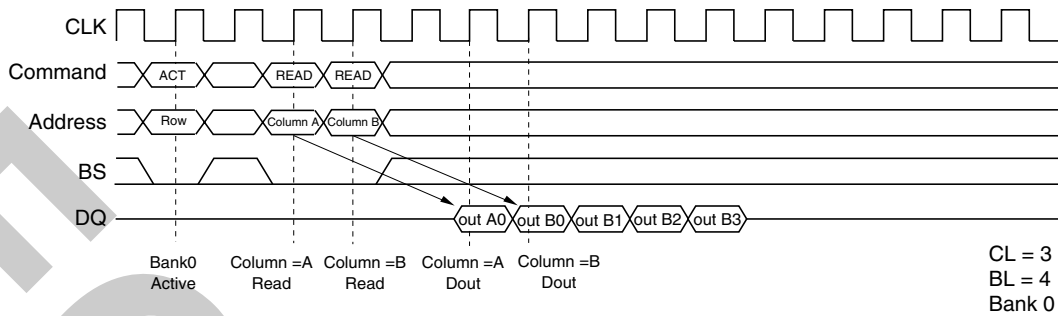 CLK
Command ACT READ READ
Address Row Column A Column B
BS
DQ out A0 out B0 out B1 out B2 out B3
Bank0 Column =A Column =B Column =A Column =B
Active Read Read Dout Dout
CL = 3
BL = 4
Bank 0